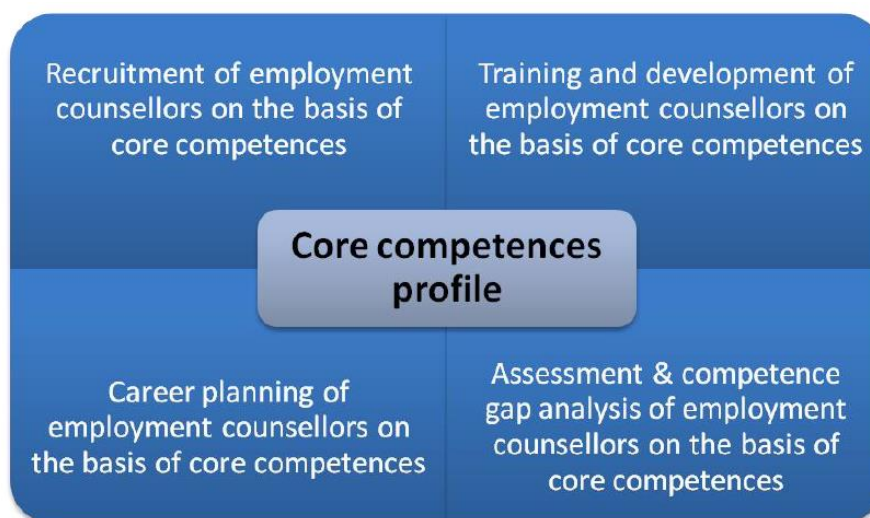 Recruitment of employment
counsellors on the basis of
core competences
Training and development of
employment counsellors on
the basis of core competences
Core competences
profile
Career planning of
employment counsellors on
the basis of core competences
Assessment & competence
gap analysis of employment
counsellors on the basis of
core competences